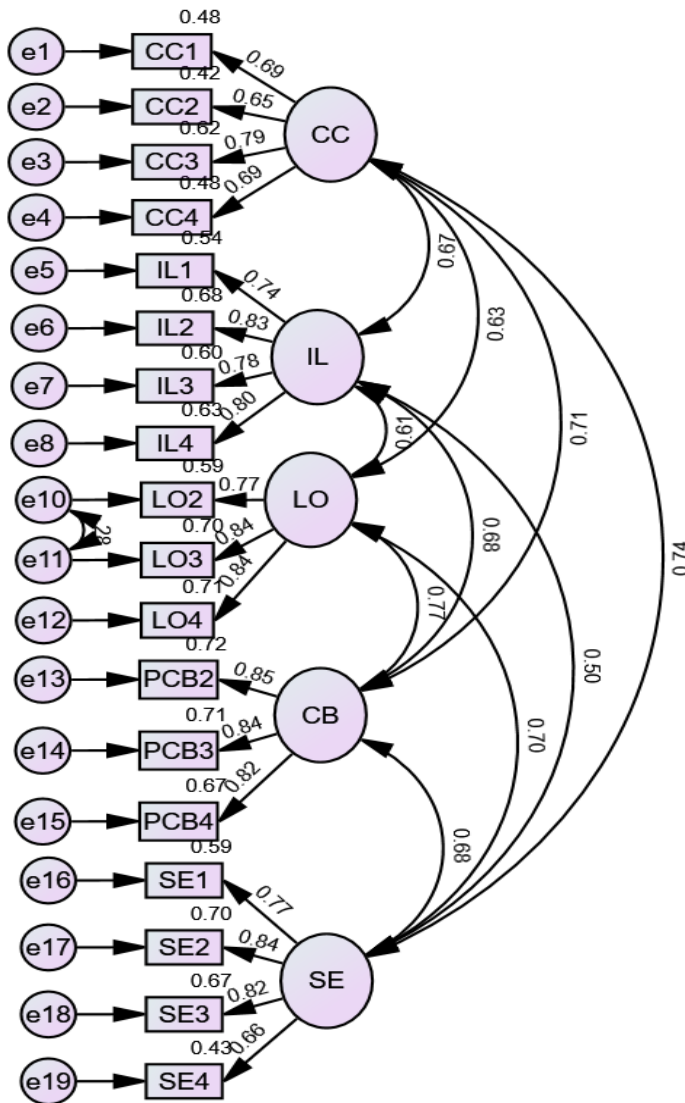 0.48
e1 CC1 0.69
0.42
e2 CC2 0.65
CC
0.62
e3 CC3 0.79
0.48
e4 CC4 0.69
0.54
e5 IL1 0.74
0.67
0.68
e6 IL2 0.83
0.63
IL
0.60
e7 IL3 0.78
0.63
e8 IL4 0.80
0.61
0.71
0.59
e10 LO2 0.77
LO
.28
0.70
e11 LO3 0.84
0.68
0.74
0.71
e12 LO4 0.84
0.77
0.72
e13 PCB2 0.85
CB
0.50
0.71
e14 PCB3 0.84
0.70
0.67
e15 PCB4 0.82
0.68
0.59
e16 SE1 0.77
0.70
e17 SE2 0.84
SE
0.67
e18 SE3 0.82
0.43
e19 SE4 0.66